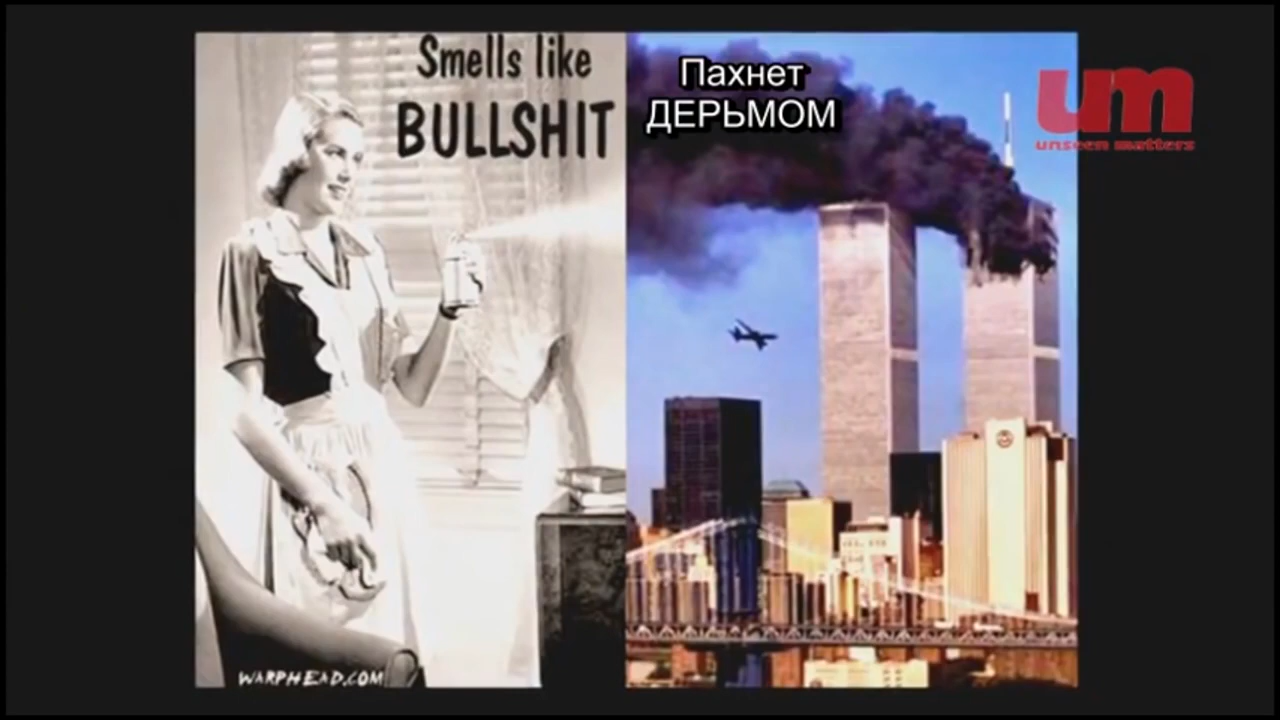 Smells like
BULLSHIT
Пахнет
ДЕРЬМОМ
um
unseen matters
WARPHEAD.COM